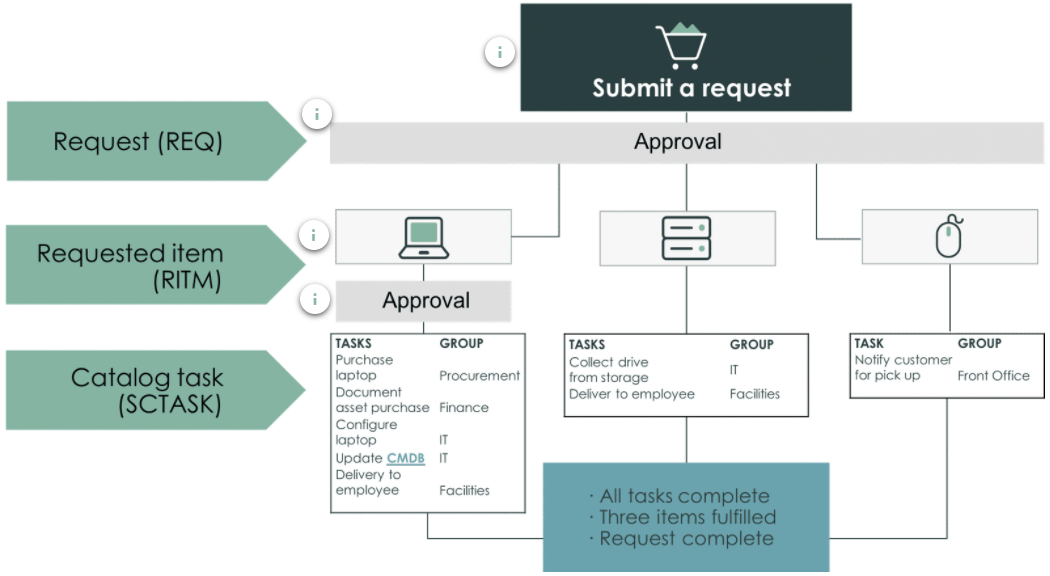 Submit a request
Request (REQ)
Approval
Requested item
(RITM)
Approval
Catalog task
(SCTASK)
TASKS GROUP
Purchase
laptop Procurement
Document
asset purchase Finance
Configure
laptop IT
Update CMDB IT
Delivery to
employee Facilities
TASKS GROUP
Collect drive
from storage IT
Deliver to employee Facilities
TASK GROUP
Notify customer
for pick up Front Office
· All tasks complete
· Three items fulfilled
· Request complete